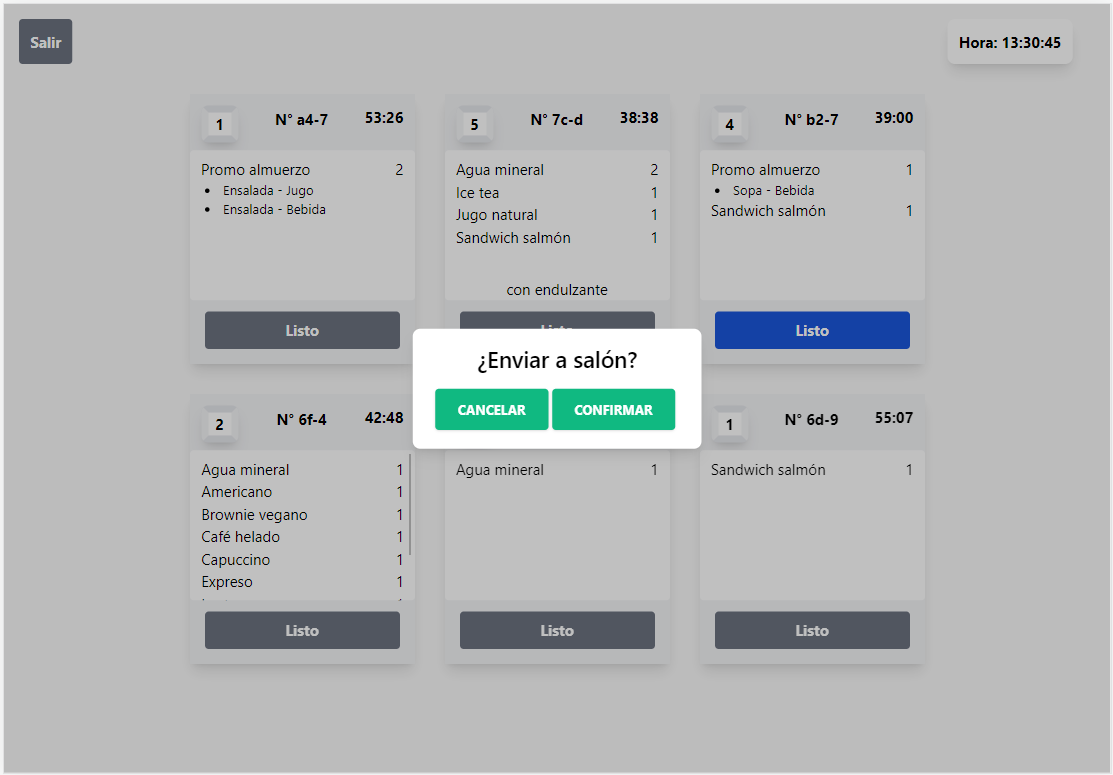 Salir
Hora: 13:30:45
1 N° a4-7 53:26
Promo almuerzo 2
• Ensalada - Jugo
• Ensalada - Bebida
Listo
5 N° 7c-d 38:38
Agua mineral 2
Ice tea 1
Jugo natural 1
Sandwich salmón 1
con endulzante
4 N° b2-7 39:00
Promo almuerzo 1
• Sopa - Bebida
Sandwich salmón 1
Listo
¿Enviar a salón?
CANCELAR CONFIRMAR
2 N° 6f-4 42:48
Agua mineral 1
Americano 1
Brownie vegano 1
Café helado 1
Capuccino 1
Expreso 1
Listo
Agua mineral 1
Listo
1 N° 6d-9 55:07
Sandwich salmón 1
Listo